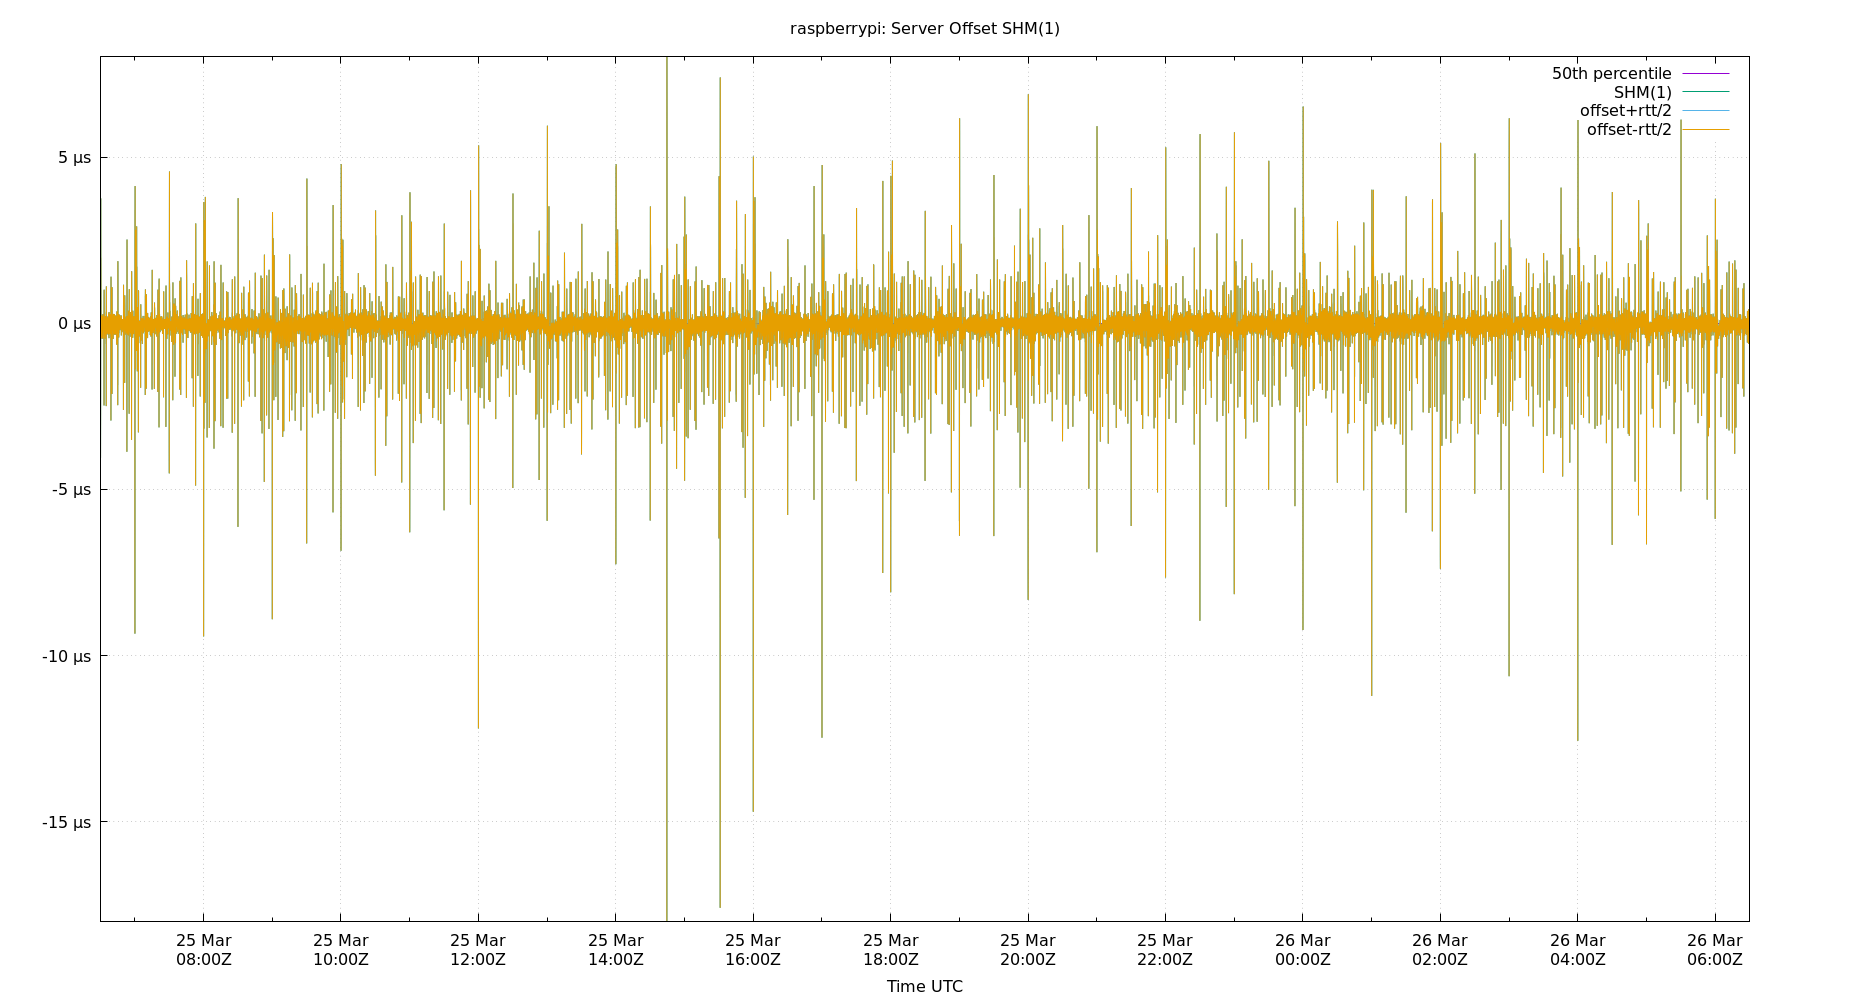 raspberrypi: Server Offset SHM(1)
50th percentile
SHM(1)
offset+rtt/2
offset-rtt/2
5 µs
0 µs
-5 µs
-10 µs
-15 µs
25 Mar 25 Mar 25 Mar 25 Mar 25 Mar 25 Mar 25 Mar 25 Mar 26 Mar 26 Mar 26 Mar 26 Mar
08:00Z 10:00Z 12:00Z 14:00Z 16:00Z 18:00Z 20:00Z 22:00Z 00:00Z 02:00Z 04:00Z 06:00Z
Time UTC